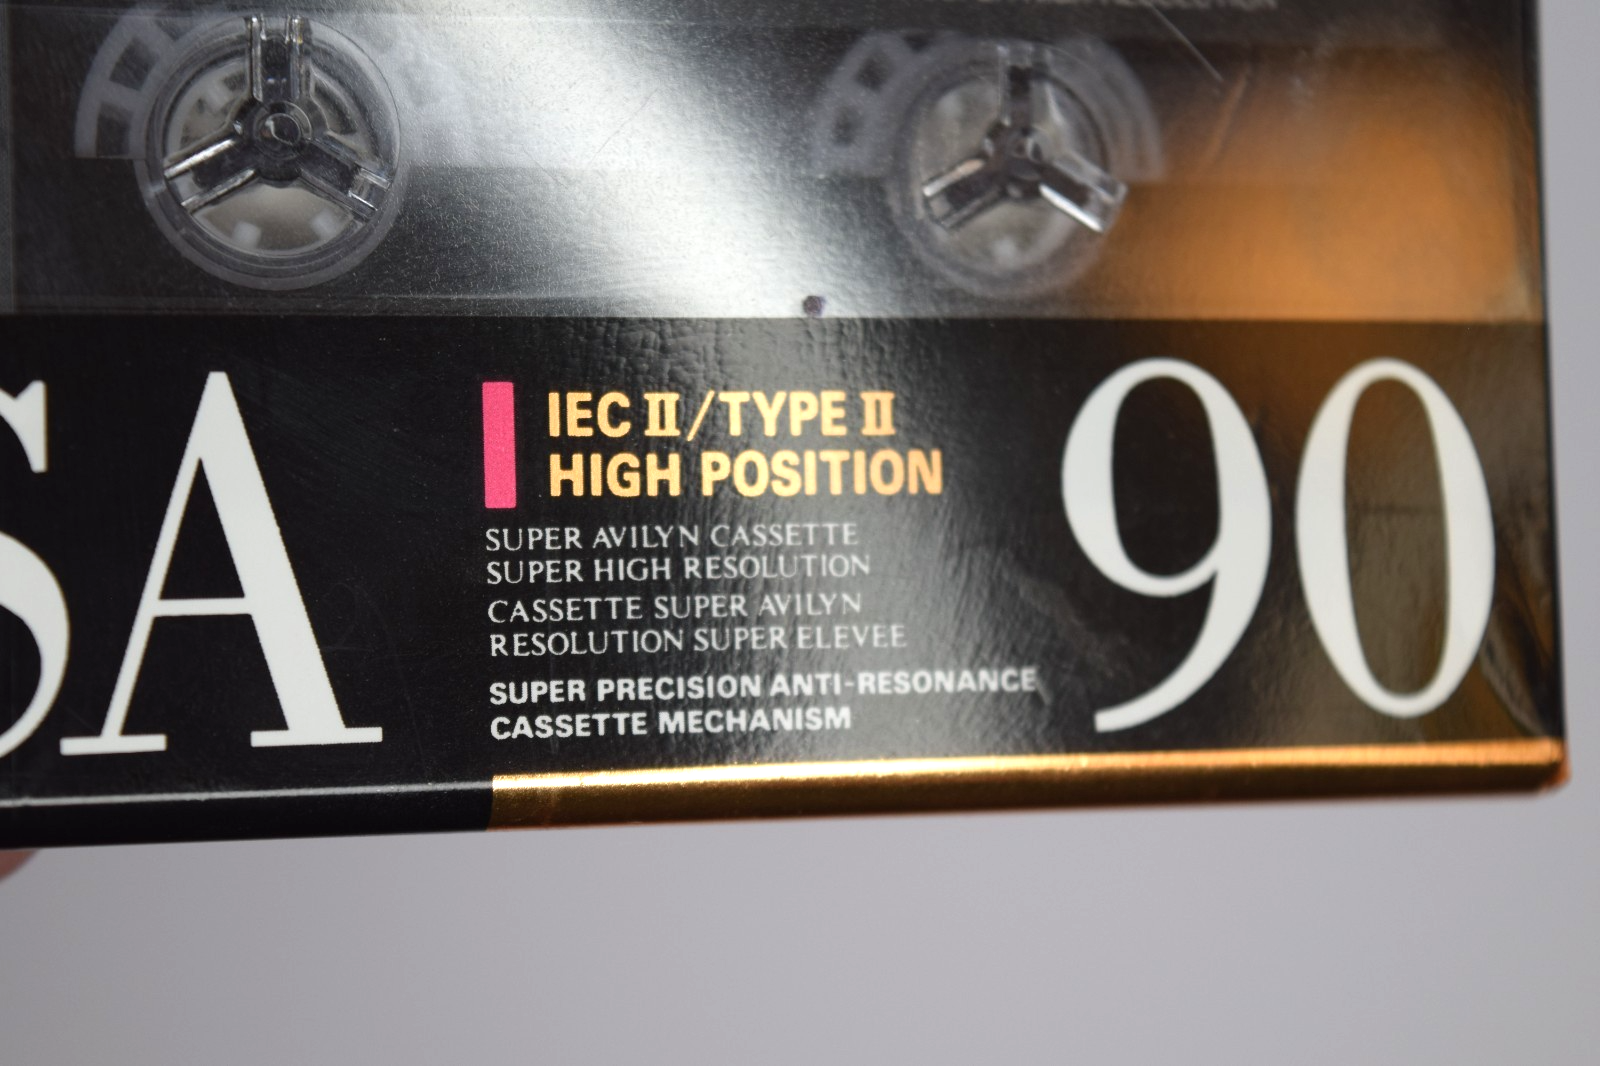 SA
IEC II/TYPE II
HIGH POSITION
SUPER AVILYN CASSETTE
SUPER HIGH RESOLUTION
CASSETTE SUPER AVILYN
RESOLUTION SUPER ELEVEE
SUPER PRECISION ANTI-RESONANCE
CASSETTE MECHANISM
90